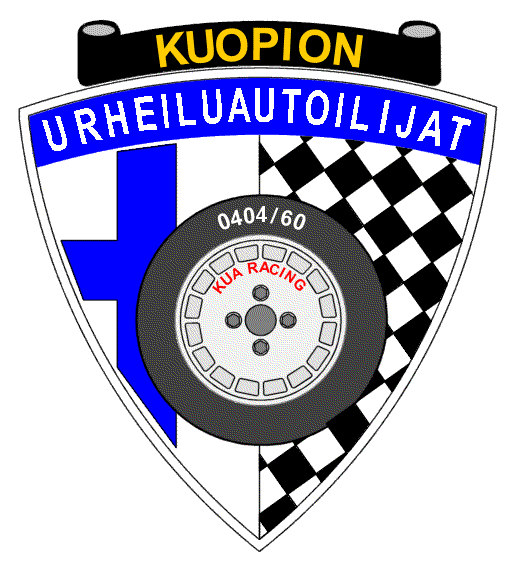 KUOPION
URHEILUAUTOILIJAT
0404/60
KUA RACING